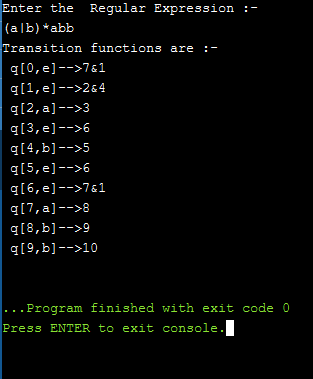 Enter the  Regular Expression :-
(a|b)*abb
Transition functions are :-
q[0,e]-->7&1
q[1,e]-->2&4
q[2,a]-->3
q[3,e]-->6
q[4,b]-->5
q[5,e]-->6
q[6,e]-->7&1
q[7,a]-->8
q[8,b]-->9
q[9,b]-->10
...Program finished with exit code 0
Press ENTER to exit console.